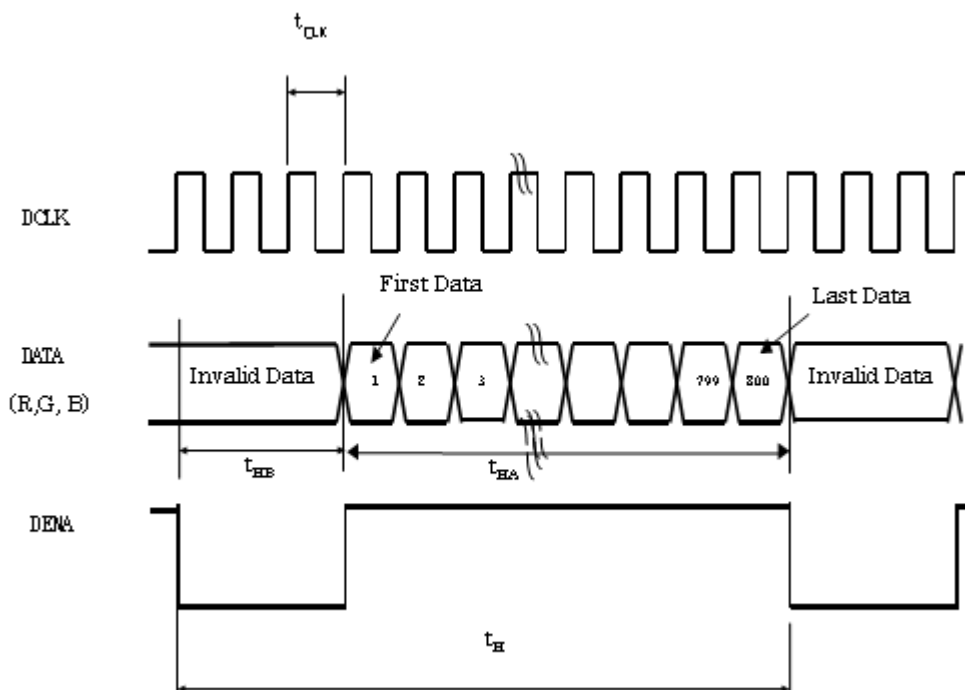 tCLK
DCLK
First Data
Last Data
DATA
(R,G, B)
Invalid Data
1 2 3 799 800
Invalid Data
tHB
tHA
DENA
tH